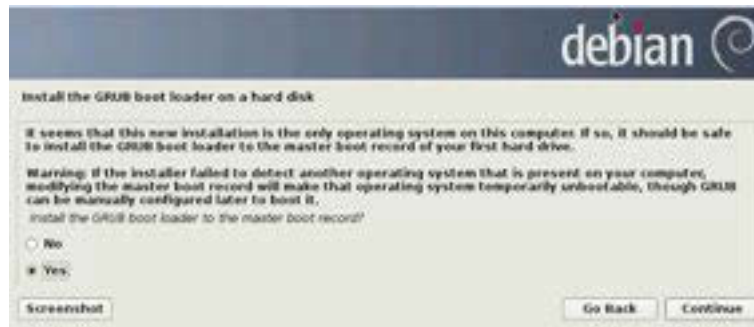 debian
Install the GRUB boot loader on a hard disk
It seems that this new installation is the only operating system on this computer. If so, it should be safe
to install the GRUB boot loader to the master boot record of your first hard drive.
Warning: If the installer failed to detect another operating system that is present on your computer,
modifying the master boot record will make that operating system temporarily unbootable, though GRUB
can be manually configured later to boot it.
Install the GRUB boot loader to the master boot record?
No
Yes
Screenshot
Go Back
Continue